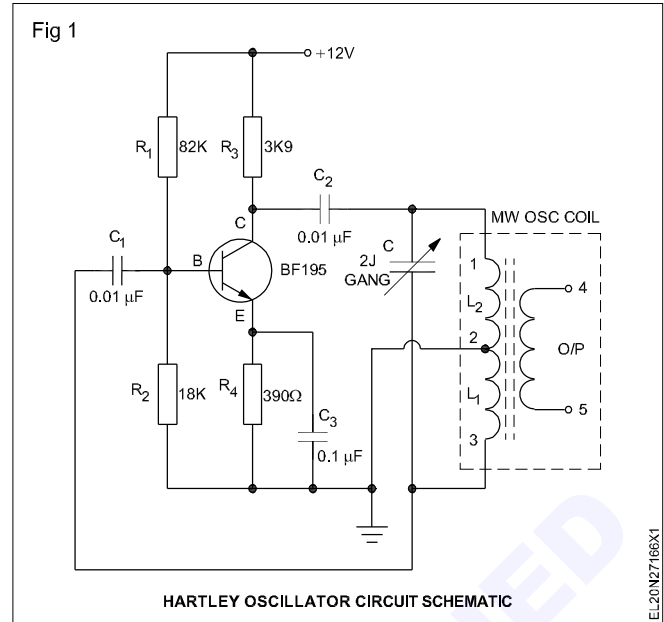 Fig 1
+12V
R1 82K
R3 3K9
C2
0.01 µF
MW OSC COIL
C1
0.01 µF
C
B
BF195
E
C
2J
GANG
1
L2
2
L1
3
4
O/P
5
R2 18K
R4 390Ω
C3
0.1 µF
HARTLEY OSCILLATOR CIRCUIT SCHEMATIC
EL20N27166X1